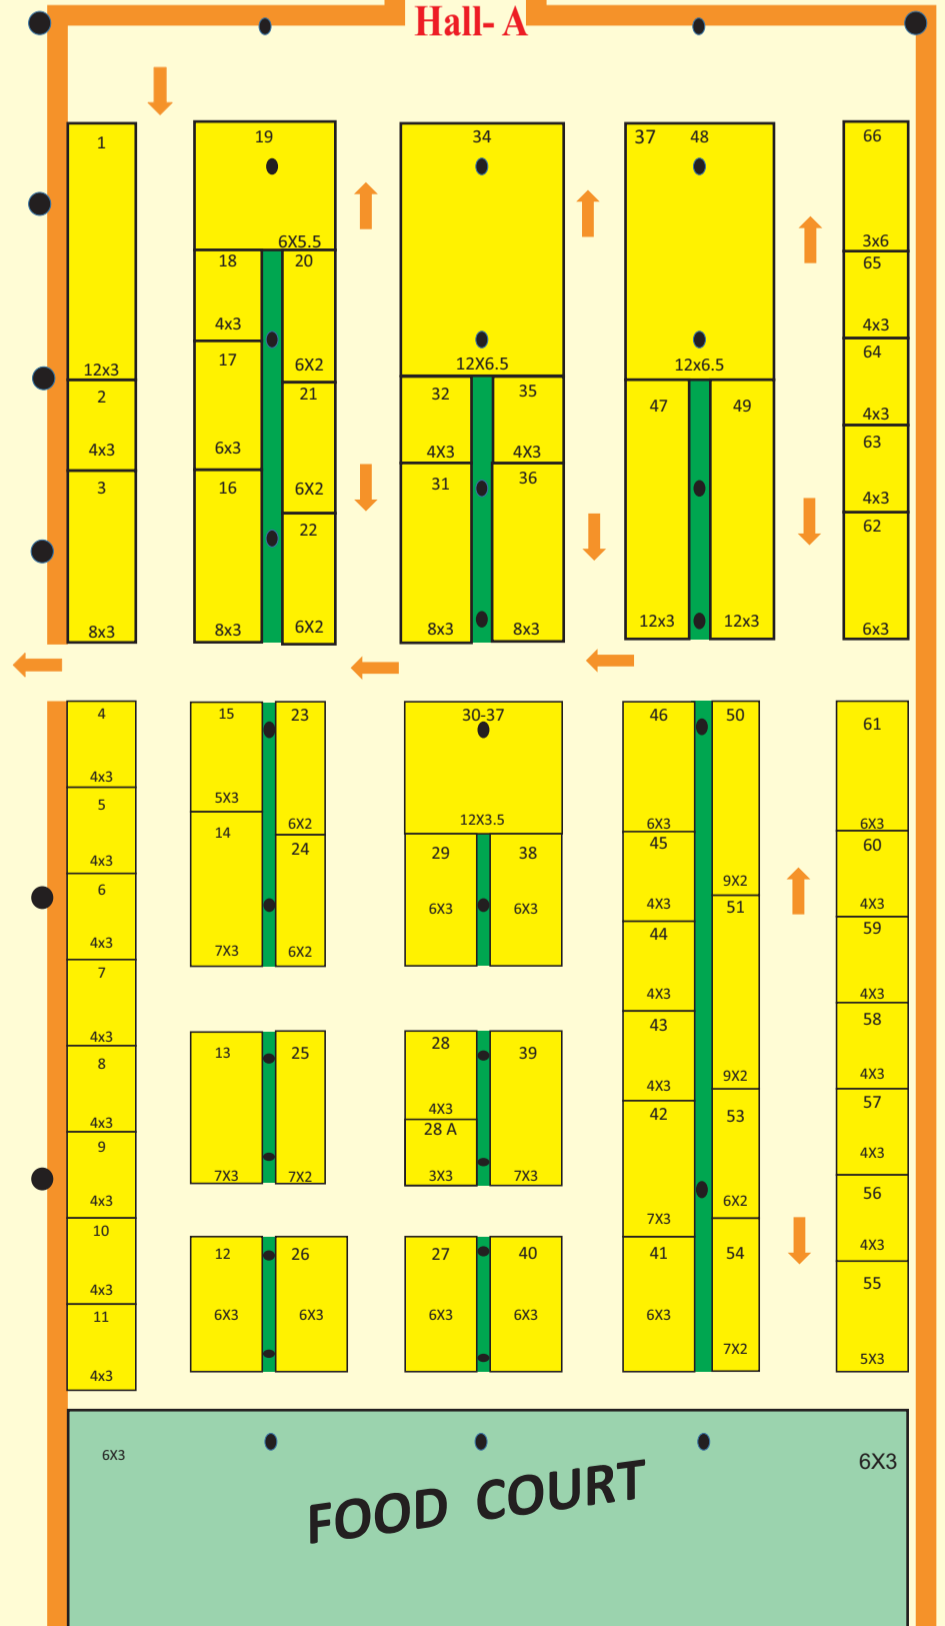 Hall- A
1
12x3
2
4x3
3
8x3
19
6X5.5
18
4x3
17
6x3
16
8x3
20
6X2
21
6X2
22
6X2
34
12X6.5
32
4X3
31
8x3
35
4X3
36
8x3
37 48
12x6.5
47
12x3
49
12x3
66
3x6
65
4x3
64
4x3
63
4x3
62
6x3
4
4x3
5
4x3
6
4x3
7
4x3
8
4x3
9
4x3
10
4x3
11
4x3
15
5X3
14
7X3
23
6X2
24
6X2
13
7X3
25
7X2
12
6X3
26
6X3
30-37
12X3.5
29
6X3
38
6X3
28
4X3
28 A
3X3
39
7X3
27
6X3
40
6X3
46
6X3
45
4X3
44
4X3
43
4X3
42
7X3
41
6X3
50
9X2
51
9X2
53
6X2
54
7X2
61
6X3
60
4X3
59
4X3
58
4X3
57
4X3
56
4X3
55
5X3
6X3
6X3
FOOD COURT